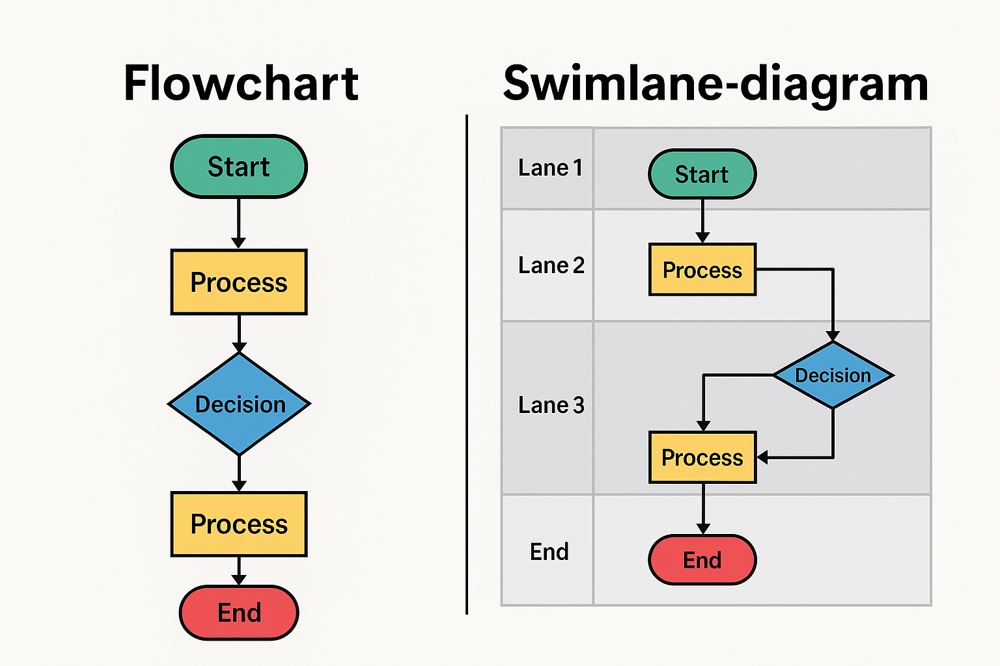 Flowchart
Start
Process
Decision
Process
End
Swimlane-diagram
Lane 1
Start
Lane 2
Process
Decision
Lane 3
Process
End
End